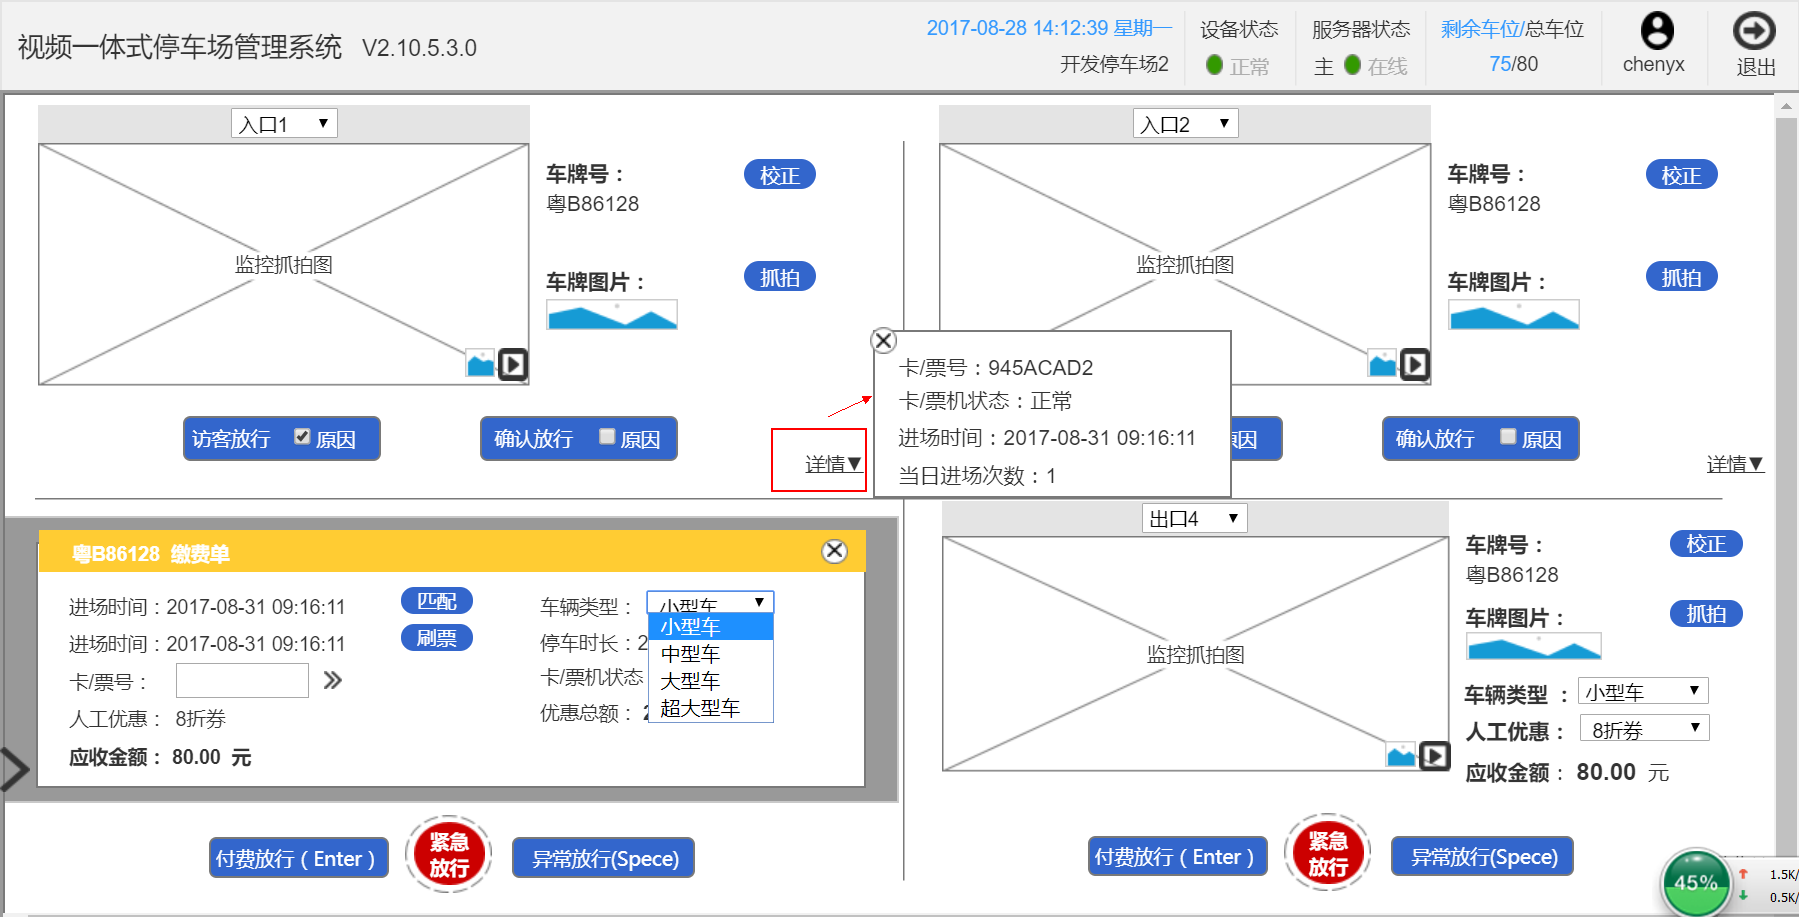 视频一体式停车场管理系统 V2.10.5.3.0
2017-08-28 14:12:39 星期一
开发停车场2
设备状态
正常
服务器状态
主 在线
剩余车位/总车位
75/80
chenyx
退出
入口1
监控抓拍图
车牌号：
粤B86128
校正
车牌图片：
抓拍
访客放行 原因
确认放行 原因
详情▼
入口2
监控抓拍图
车牌号：
粤B86128
校正
车牌图片：
抓拍
原因
确认放行 原因
详情▼
卡/票号：945ACAD2
卡/票机状态：正常
进场时间：2017-08-31 09:16:11
当日进场次数：1
粤B86128 缴费单
进场时间：2017-08-31 09:16:11
匹配
进场时间：2017-08-31 09:16:11
刷票
卡/票号：
人工优惠： 8折券
应收金额： 80.00 元
车辆类型： 小型车
停车时长：2
卡/票机状态
优惠总额：
小型车
中型车
大型车
超大型车
付费放行（Enter）
紧急
放行
异常放行(Spece)
出口4
监控抓拍图
车牌号：
粤B86128
校正
车牌图片：
抓拍
车辆类型： 小型车
人工优惠： 8折券
应收金额： 80.00 元
付费放行（Enter）
紧急
放行
异常放行(Spece)
45%
1.5K/
0.5K/